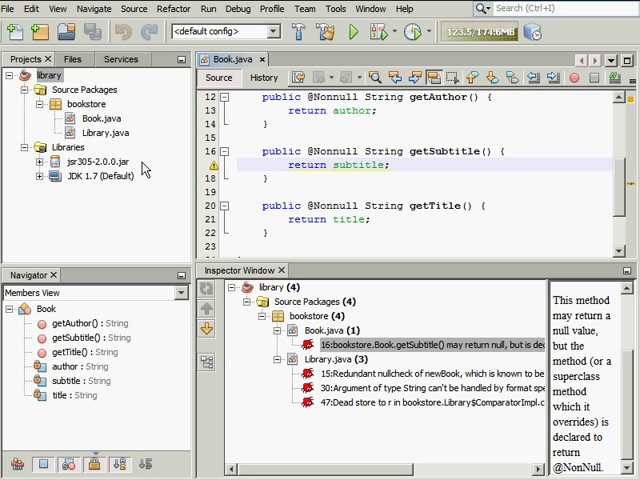 File Edit View Navigate Source Refactor Run Debug Profile Team Tools Window Help Search (Ctrl+I)
<default config> 123.5/174.6MB
Projects Files Services
library
Source Packages
bookstore
Book.java
Library.java
Libraries
jsr305-2.0.0.jar
JDK 1.7 (Default)
Book.java
Source History
12 public @Nonnull String getAuthor() {
13 return author;
14 }
15
16 public @Nonnull String getSubtitle() {
return subtitle;
18 }
19
20 public @Nonnull String getTitle() {
21 return title;
22 }
23
Navigator
Members View
Book
getAuthor() : String
getSubtitle() : String
getTitle() : String
author : String
subtitle : String
title : String
Inspector Window
library (4)
Source Packages (4)
bookstore (4)
Book.java (1)
16:bookstore.Book.getSubtitle() may return null, but is dec
Library.java (3)
15:Redundant nullcheck of newBook, which is known to be
30:Argument of type String can't be handled by format spe
47:Dead store to r in bookstore.Library$ComparatorImpl.c
This method
may return a
null value,
but the
method (or a
superclass
method
which it
overrides) is
declared to
return
@NonNull.